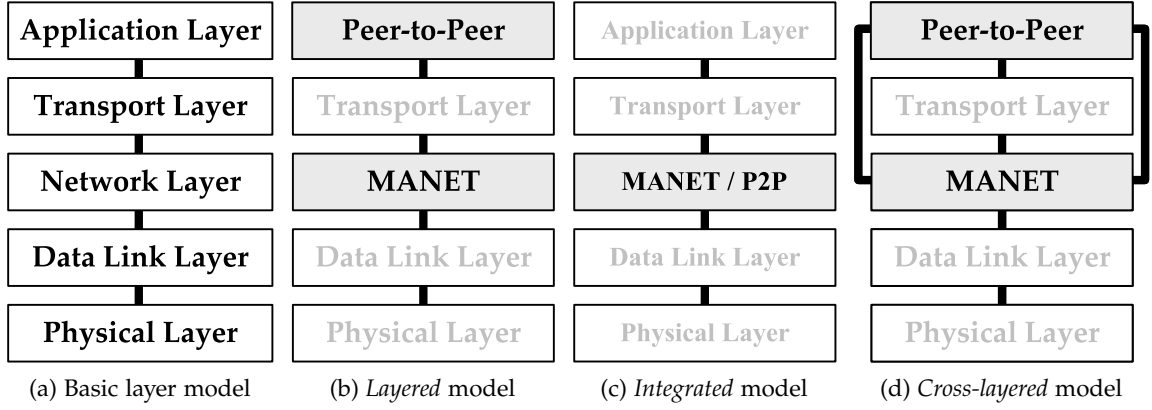 Application Layer
Transport Layer
Network Layer
Data Link Layer
Physical Layer
(a) Basic layer model
Peer-to-Peer
Transport Layer
MANET
Data Link Layer
Physical Layer
(b) Layered model
Application Layer
Transport Layer
MANET / P2P
Data Link Layer
Physical Layer
(c) Integrated model
Peer-to-Peer
Transport Layer
MANET
Data Link Layer
Physical Layer
(d) Cross-layered model